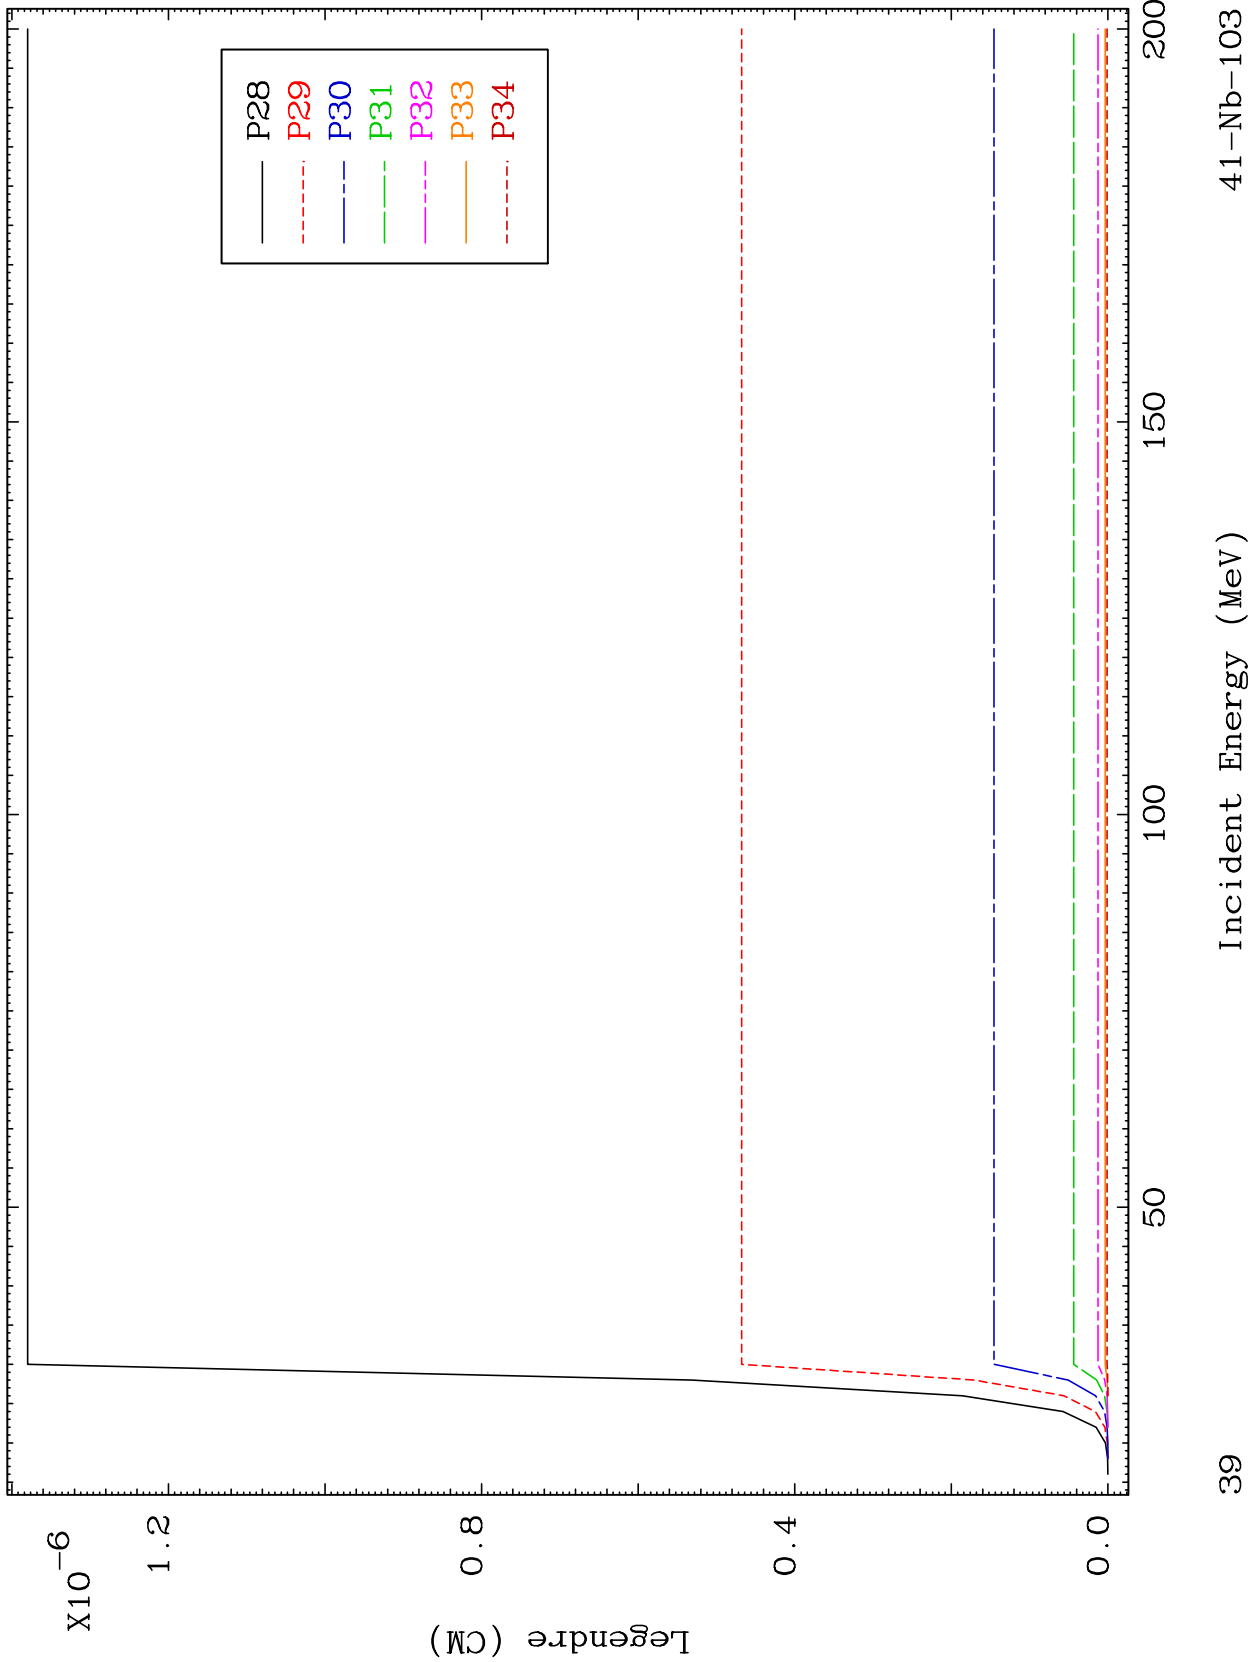 X10-6
1.2
0.8
0.4
0.0
Legendre (CM)
P28
P29
P30
P31
P32
P33
P34
50
100
150
200
Incident Energy (MeV)
39
41-Nb-103